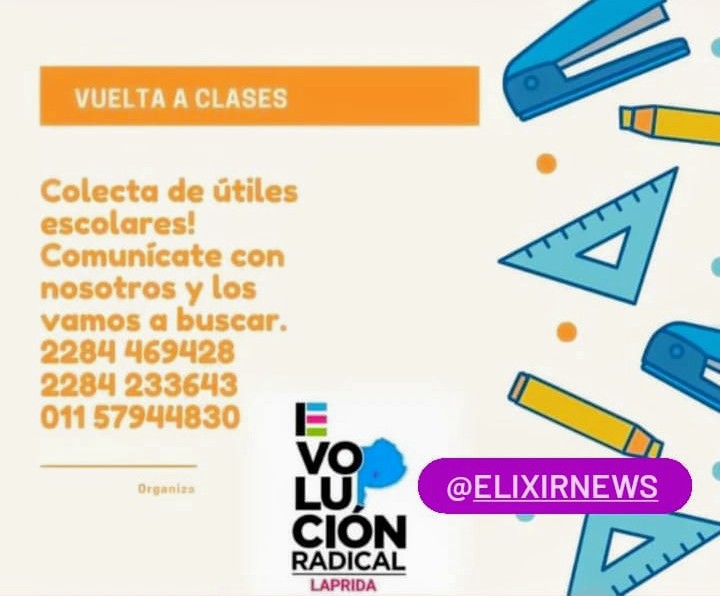 VUELTA A CLASES
Colecta de útiles
escolares!
Comunícate con
nosotros y los
vamos a buscar.
2284 469428
2284 233643
011 57944830
Organiza
EVO
LU
CIÓN
RADICAL
LAPRIDA
@ELIXIRNEWS